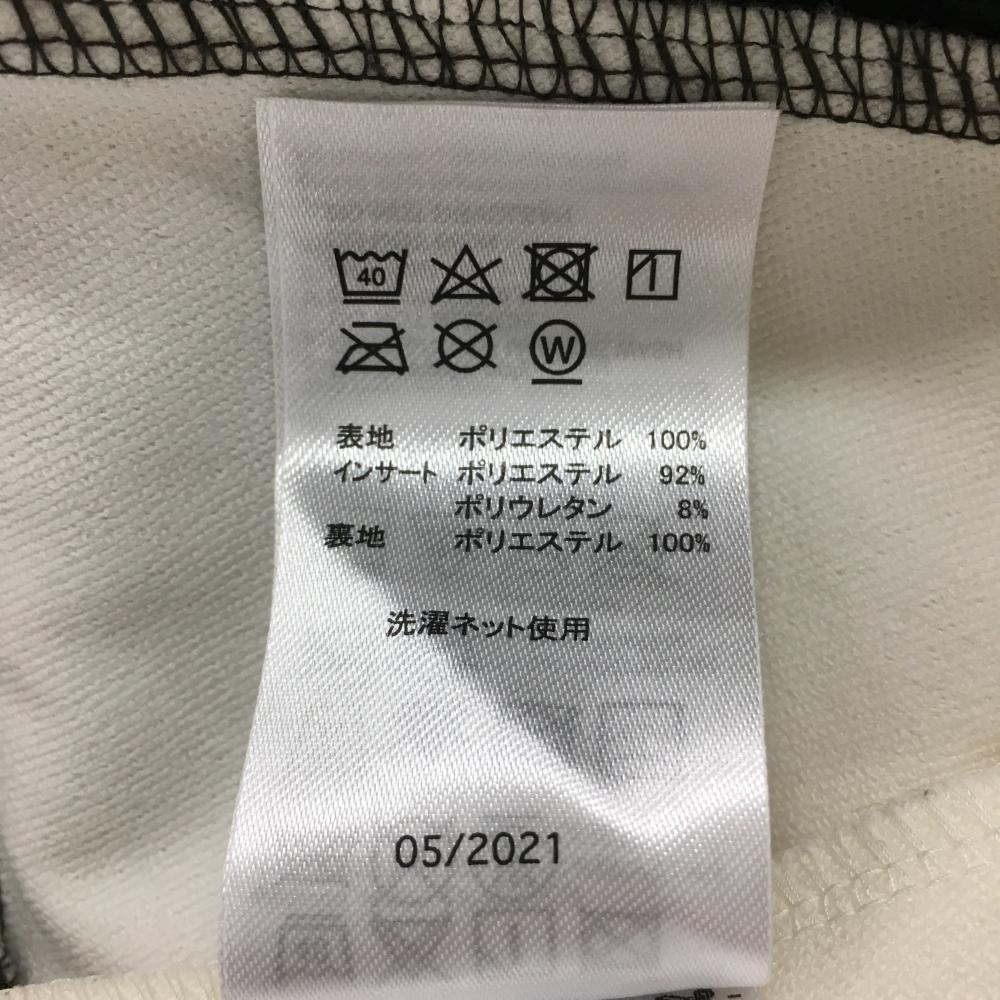 40
W
表地 ポリエステル 100%
インサート ポリエステル 92%
ポリウレタン 8%
裏地 ポリエステル 100%
洗濯ネット使用
05/2021